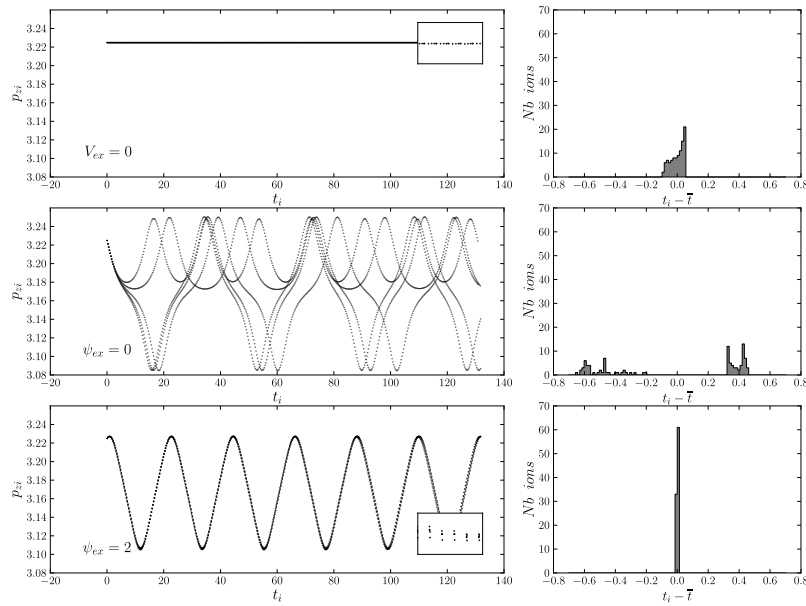 3.26
3.24
3.22
3.20
3.18
3.16
3.14
3.12
3.10
3.08
p_{zi}
V_{ex} = 0
−20 0 20 40 60 80 100 120 140
t_i
70
60
50
40
30
20
10
0
Nb ions
−0.8 −0.6 −0.4 −0.2 0.0 0.2 0.4 0.6 0.8
t_i − \overline{t}
3.24
3.22
3.20
3.18
3.16
3.14
3.12
3.10
3.08
p_{zi}
ψ_{ex} = 0
−20 0 20 40 60 80 100 120 140
t_i
70
60
50
40
30
20
10
0
Nb ions
−0.8 −0.6 −0.4 −0.2 0.0 0.2 0.4 0.6 0.8
t_i − \overline{t}
3.24
3.22
3.20
3.18
3.16
3.14
3.12
3.10
3.08
p_{zi}
ψ_{ex} = 2
−20 0 20 40 60 80 100 120 140
t_i
70
60
50
40
30
20
10
0
Nb ions
−0.8 −0.6 −0.4 −0.2 0.0 0.2 0.4 0.6 0.8
t_i − \overline{t}